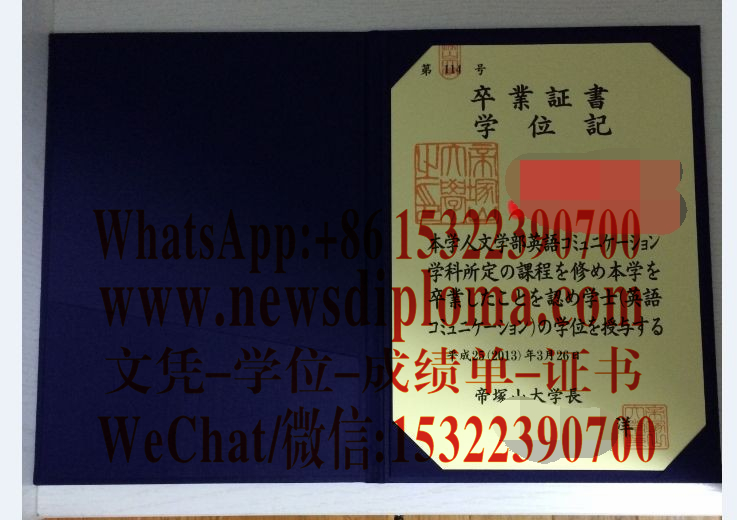 第 114 号
卒業証書
学位記
本学人文学部英語コミュニケーション
学科所定の課程を修め本学を
卒業したことを認め学士(英語
コミュニケーション)の学位を授与する
平成25(2013)年3月26日
帝塚山大学長
洋
WhatsApp:+86 15322390700
www.newsdiploma.com
文凭-学位-成绩单-证书
WeChat/微信:15322390700